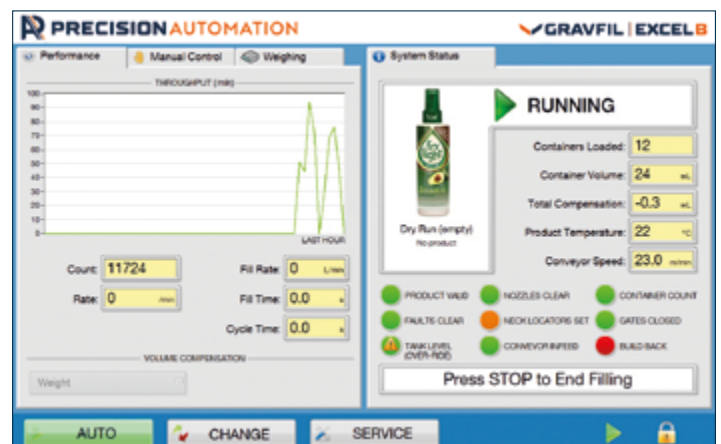 PRECISION AUTOMATION
GRAVFIL | EXCEL 8
Performance
Manual Control
Weighing
THROUGHPUT (/min)
100
90
80
70
60
50
40
30
20
10
0
LAST HOUR
Count: 11724
Fill Rate: 0 L/min
Rate: 0 /min
Fill Time: 0.0 s
Cycle Time: 0.0 s
VOLUME COMPENSATION
Weight
System Status
RUNNING
Dry Run (empty)
No product
Containers Loaded: 12
Container Volume: 24 mL
Total Compensation: -0.3 mL
Product Temperature: 22 °C
Conveyor Speed: 23.0 m/min
PRODUCT VALID
NOZZLES CLEAR
CONTAINER COUNT
FAULTS CLEAR
NECK LOCATORS SET
GATES CLOSED
TANK LEVEL
(OVER-RIDE)
CONVEYOR INFEED
BUILD BACK
Press STOP to End Filling
AUTO
CHANGE
SERVICE